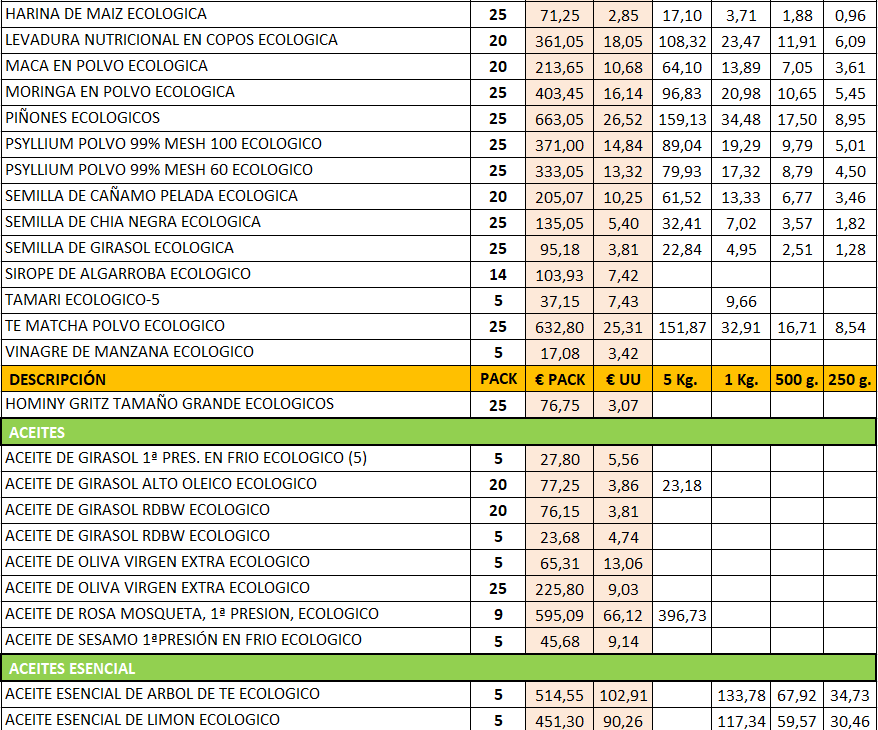 HARINA DE MAIZ ECOLOGICA 25 71,25 2,85 17,10 3,71 1,88 0,96
LEVADURA NUTRICIONAL EN COPOS ECOLOGICA 20 361,05 18,05 108,32 23,47 11,91 6,09
MACA EN POLVO ECOLOGICA 20 213,65 10,68 64,10 13,89 7,05 3,61
MORINGA EN POLVO ECOLOGICA 25 403,45 16,14 96,83 20,98 10,65 5,45
PIÑONES ECOLOGICOS 25 663,05 26,52 159,13 34,48 17,50 8,95
PSYLLIUM POLVO 99% MESH 100 ECOLOGICO 25 371,00 14,84 89,04 19,29 9,79 5,01
PSYLLIUM POLVO 99% MESH 60 ECOLOGICO 25 333,05 13,32 79,93 17,32 8,79 4,50
SEMILLA DE CAÑAMO PELADA ECOLOGICA 20 205,07 10,25 61,52 13,33 6,77 3,46
SEMILLA DE CHIA NEGRA ECOLOGICA 25 135,05 5,40 32,41 7,02 3,57 1,82
SEMILLA DE GIRASOL ECOLOGICA 25 95,18 3,81 22,84 4,95 2,51 1,28
SIROPE DE ALGARROBA ECOLOGICO 14 103,93 7,42
TAMARI ECOLOGICO-5 5 37,15 7,43 9,66
TE MATCHA POLVO ECOLOGICO 25 632,80 25,31 151,87 32,91 16,71 8,54
VINAGRE DE MANZANA ECOLOGICO 5 17,08 3,42
DESCRIPCIÓN PACK € PACK € UU 5 Kg. 1 Kg. 500 g. 250 g.
HOMINY GRITZ TAMAÑO GRANDE ECOLOGICOS 25 76,75 3,07
ACEITES
ACEITE DE GIRASOL 1ª PRES. EN FRIO ECOLOGICO (5) 5 27,80 5,56
ACEITE DE GIRASOL ALTO OLEICO ECOLOGICO 20 77,25 3,86 23,18
ACEITE DE GIRASOL RDBW ECOLOGICO 20 76,15 3,81
ACEITE DE GIRASOL RDBW ECOLOGICO 5 23,68 4,74
ACEITE DE OLIVA VIRGEN EXTRA ECOLOGICO 5 65,31 13,06
ACEITE DE OLIVA VIRGEN EXTRA ECOLOGICO 25 225,80 9,03
ACEITE DE ROSA MOSQUETA, 1ª PRESION, ECOLOGICO 9 595,09 66,12 396,73
ACEITE DE SESAMO 1ªPRESIÓN EN FRIO ECOLOGICO 5 45,68 9,14
ACEITES ESENCIAL
ACEITE ESENCIAL DE ARBOL DE TE ECOLOGICO 5 514,55 102,91 133,78 67,92 34,73
ACEITE ESENCIAL DE LIMON ECOLOGICO 5 451,30 90,26 117,34 59,57 30,46